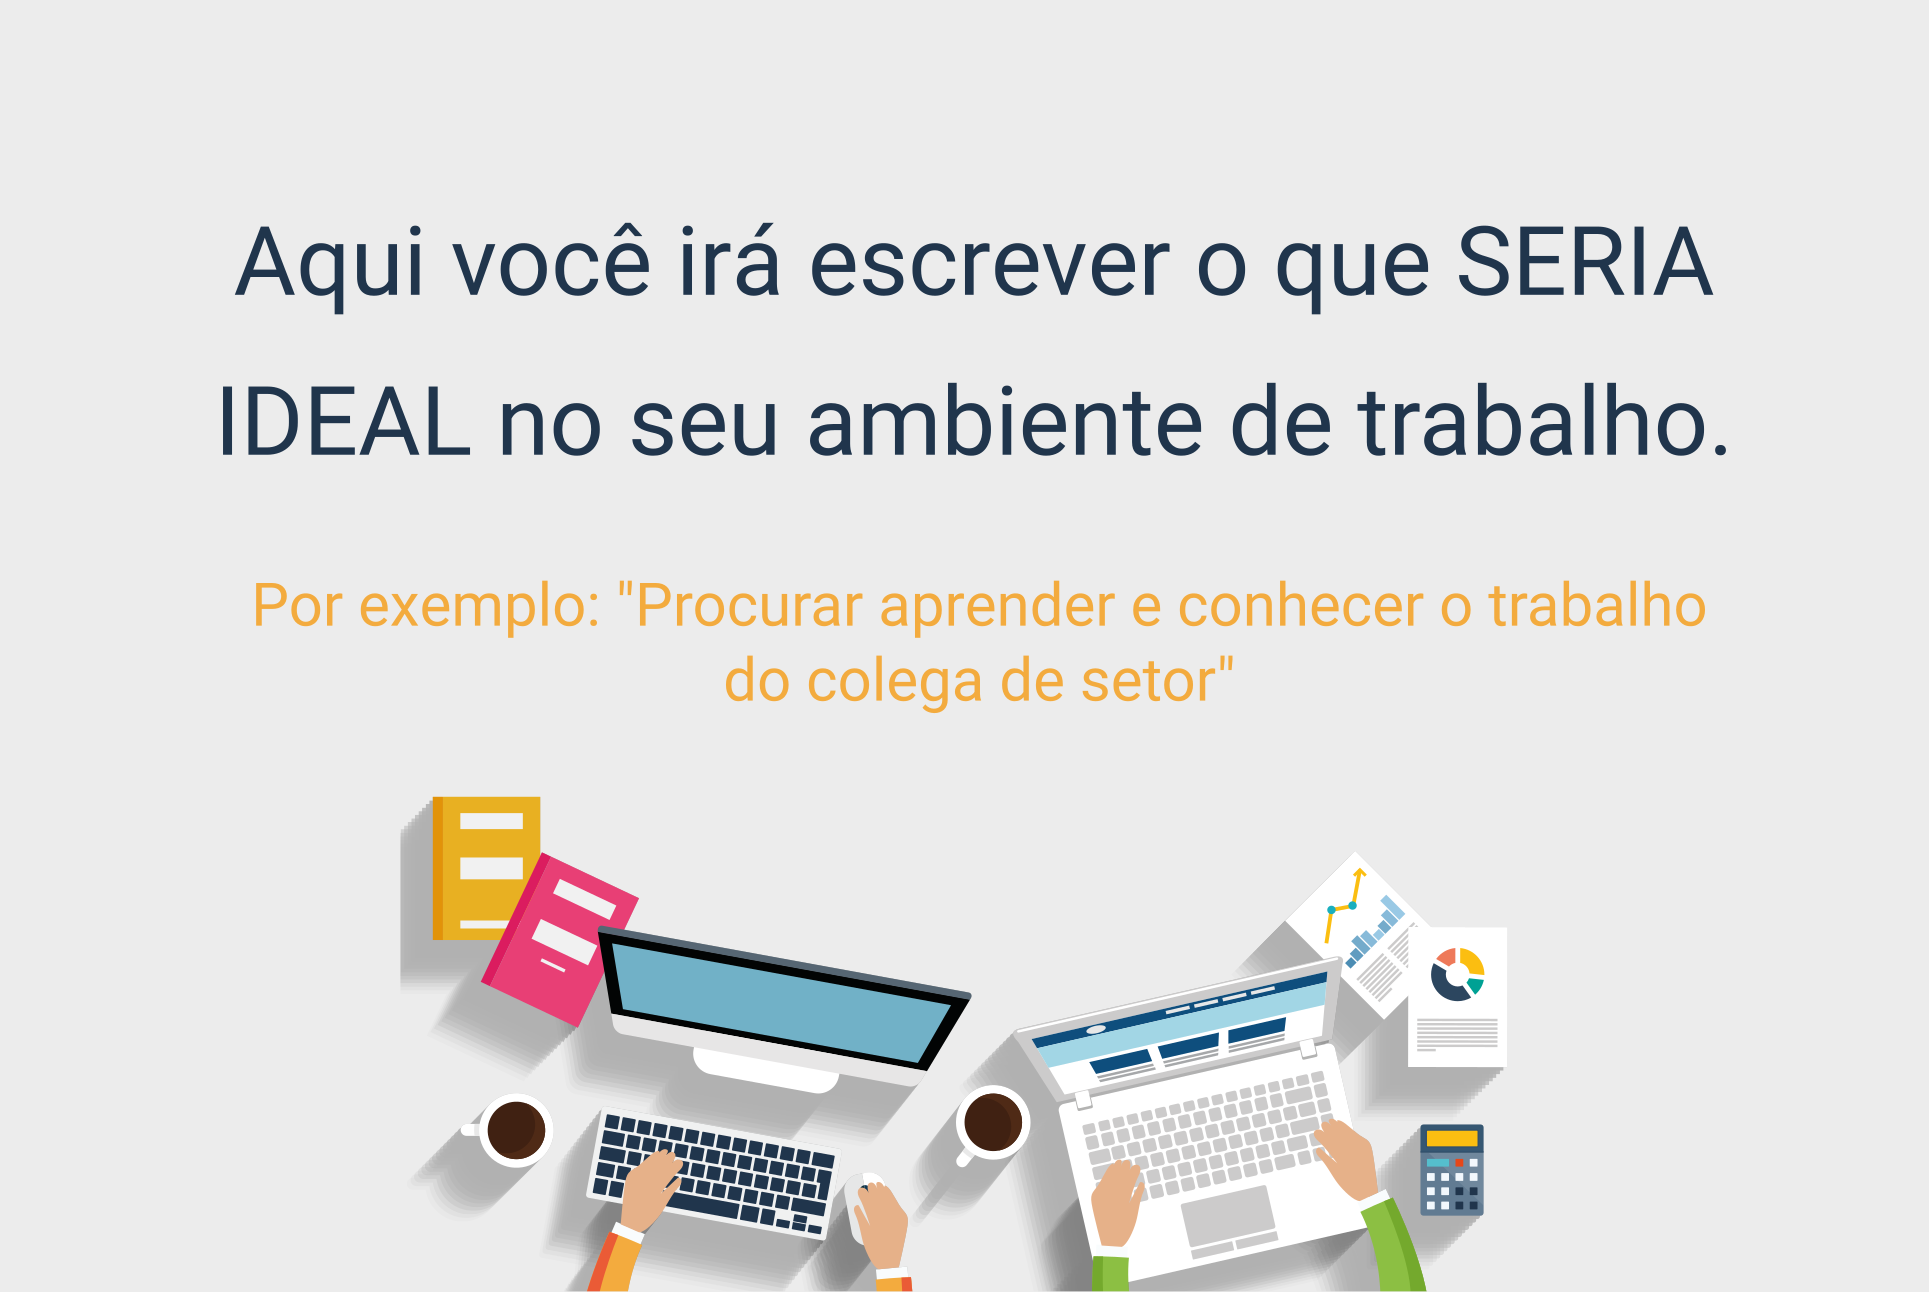 Aqui você irá escrever o que SERIA
IDEAL no seu ambiente de trabalho.
Por exemplo: "Procurar aprender e conhecer o trabalho
do colega de setor"